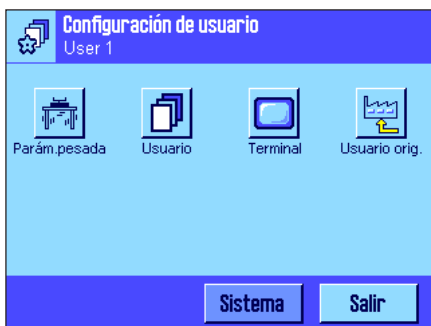 Configuración de usuario
User 1
Parám.pesada
Usuario
Terminal
Usuario orig.
Sistema
Salir